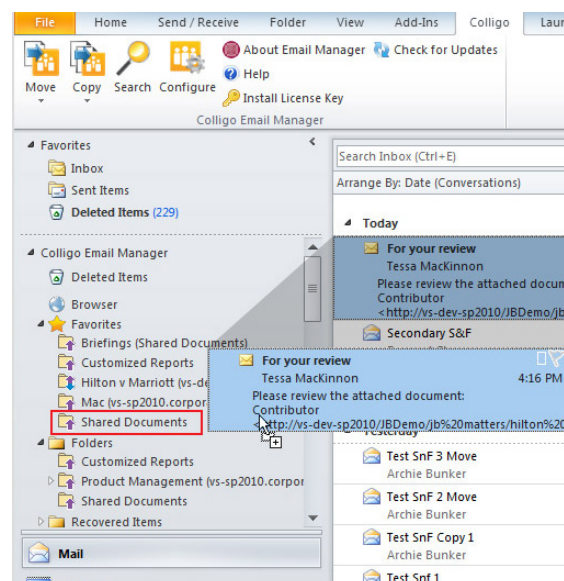 File Home Send / Receive Folder View Add-Ins Colligo Laun
About Email Manager Check for Updates
Help
Install License Key
Move Copy Search Configure
Colligo Email Manager
Favorites
Inbox
Sent Items
Deleted Items (229)
Colligo Email Manager
Deleted Items
Browser
Favorites
Briefings (Shared Documents)
Customized Reports
Hilton v Marriott (vs-de
Mac (vs-sp2010.corpor
Shared Documents
Folders
Customized Reports
Product Management (vs-sp2010.corpor
Shared Documents
Recovered Items
Mail
Search Inbox (Ctrl+E)
Arrange By: Date (Conversations)
Today
For your review
Tessa MacKinnon
Please review the attached docum
Contributor
<http://vs-dev-sp2010/JBDemo/jb
Secondary S&F
For your review
Tessa MacKinnon 4:16 PM
Please review the attached document:
Contributor
<http://vs-dev-sp2010/JBDemo/jb%20matters/hilton%20
Yesterday
Test SnF 3 Move
Archie Bunker
Test SnF 2 Move
Archie Bunker
Test SnF Copy 1
Archie Bunker
Test Snf 1